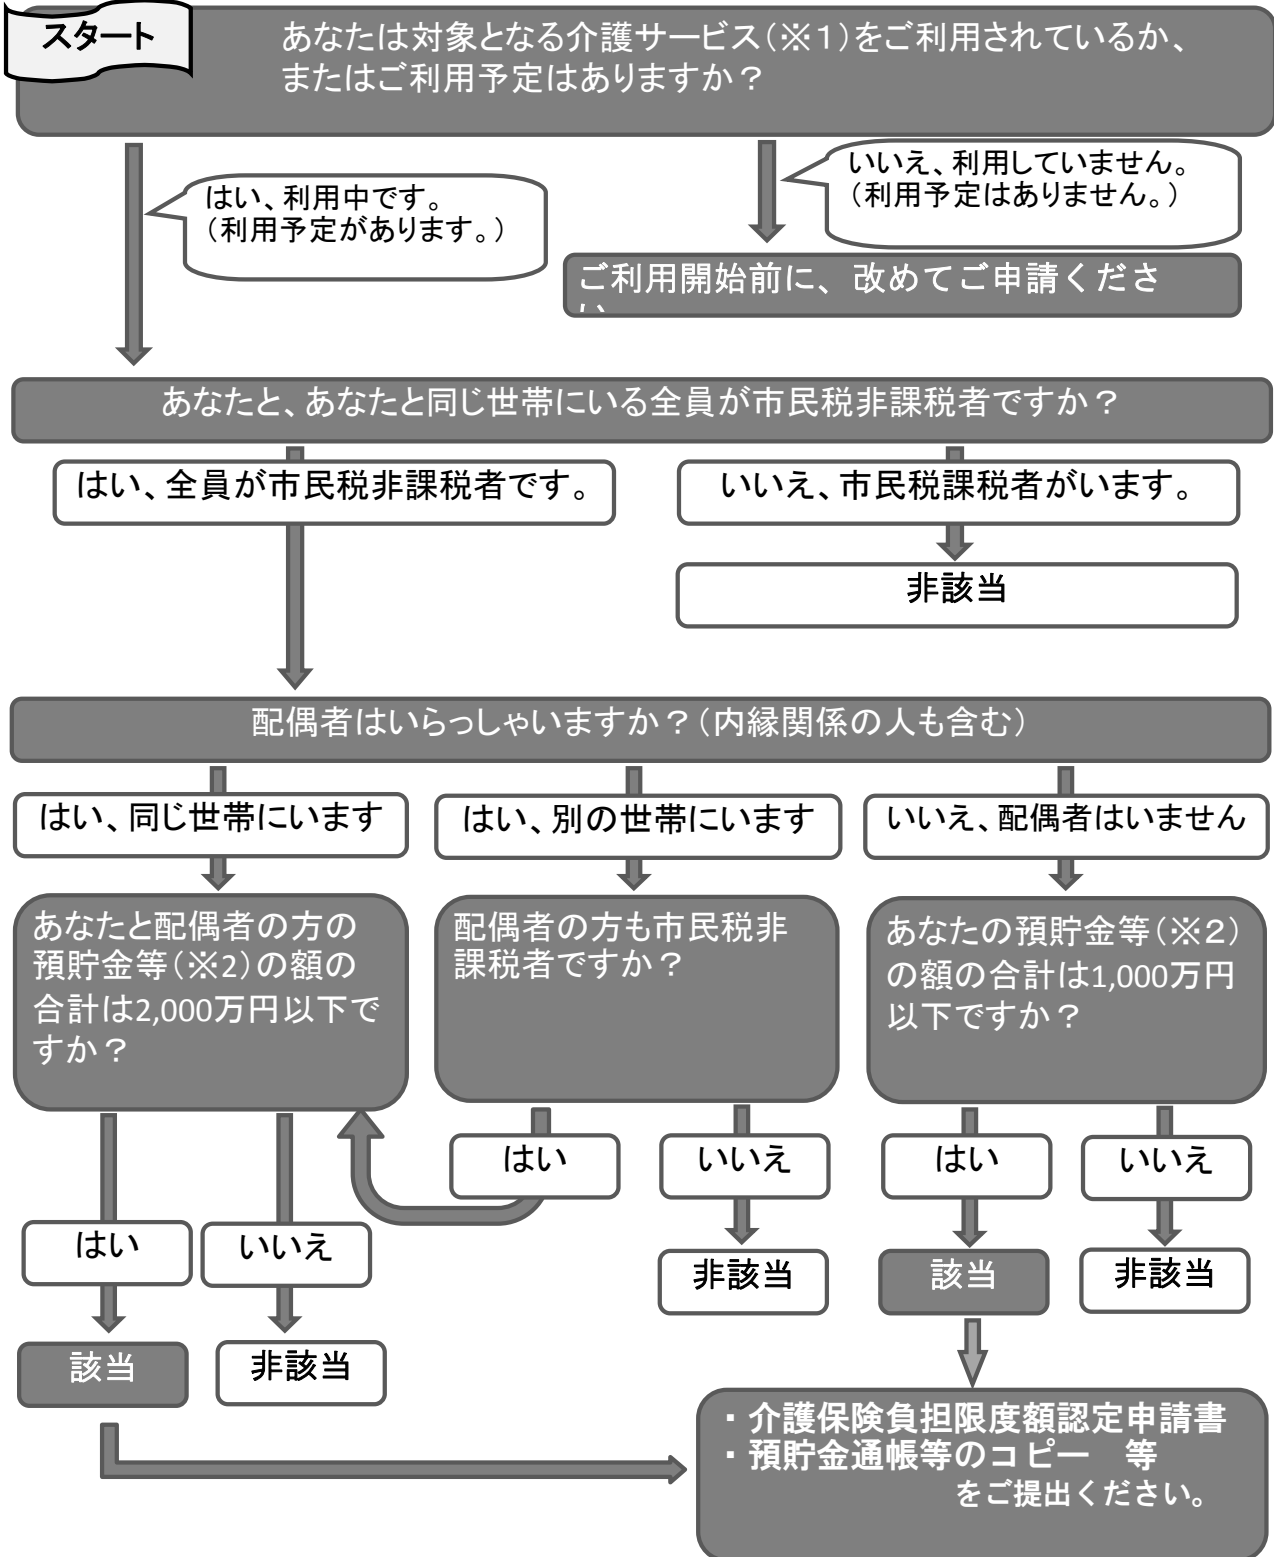 スタート
あなたは対象となる介護サービス(※1)をご利用されているか、
またはご利用予定はありますか？
いいえ、利用していません。
(利用予定はありません。)
はい、利用中です。
(利用予定があります。)
ご利用開始前に、改めてご申請くださ
い
あなたと、あなたと同じ世帯にいる全員が市民税非課税者ですか？
はい、全員が市民税非課税者です。
いいえ、市民税課税者がいます。
非該当
配偶者はいらっしゃいますか？(内縁関係の人も含む)
はい、同じ世帯にいます
はい、別の世帯にいます
いいえ、配偶者はいません
あなたと配偶者の方の
預貯金等(※2)の額の
合計は2,000万円以下で
すか？
配偶者の方も市民税非
課税者ですか？
あなたの預貯金等(※2)
の額の合計は1,000万円
以下ですか？
はい
いいえ
はい
いいえ
はい
いいえ
非該当
該当
非該当
該当
非該当
・介護保険負担限度額認定申請書
・預貯金通帳等のコピー　等
をご提出ください。